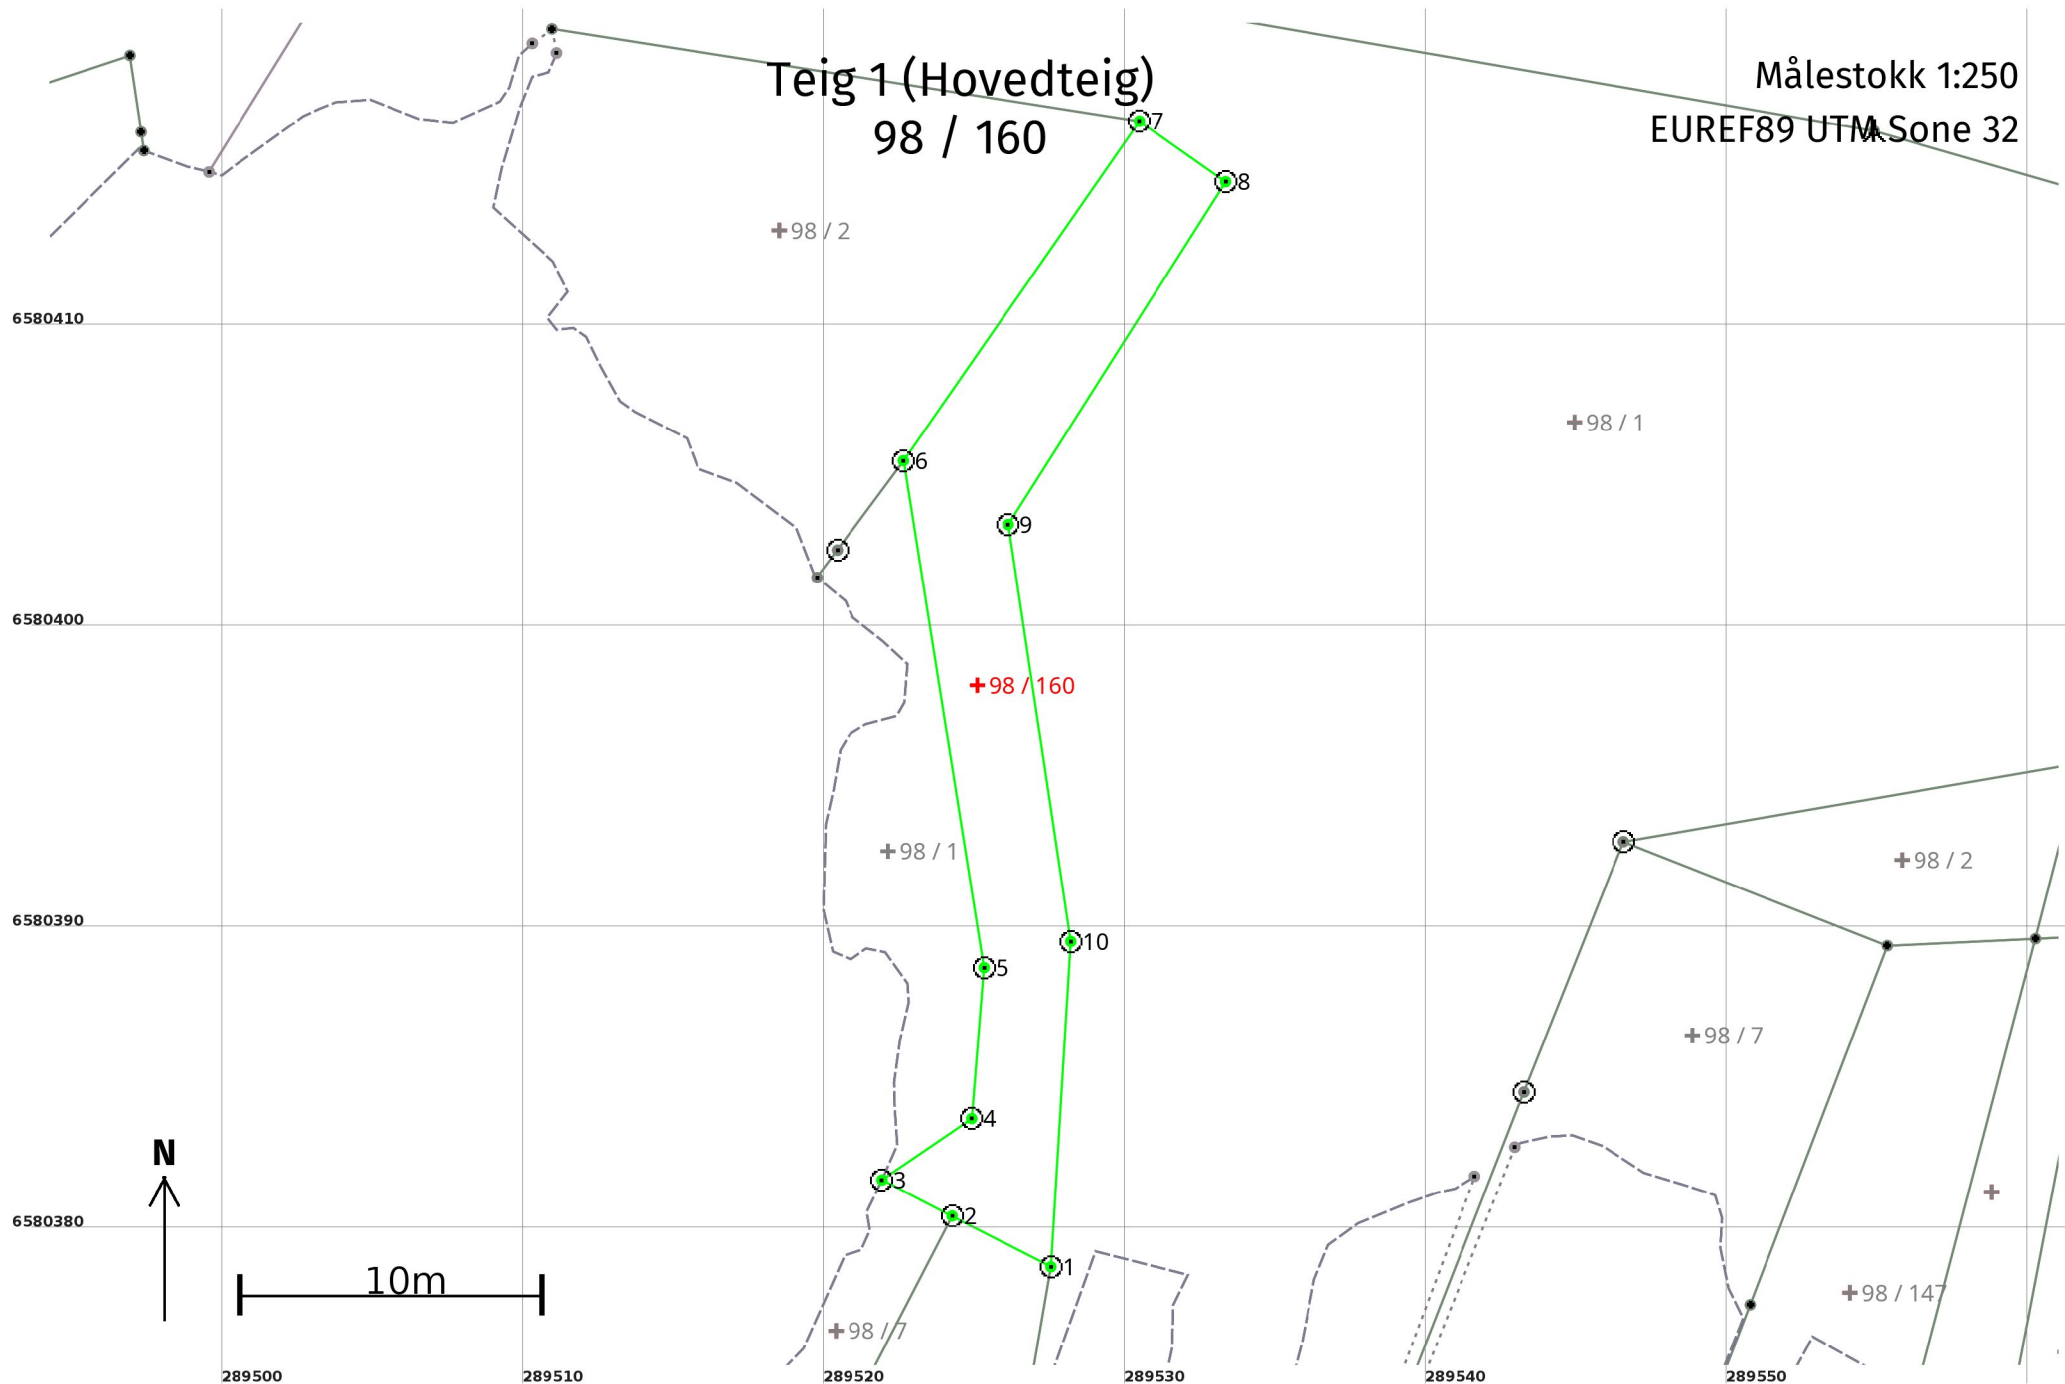 Teig 1 (Hovedteig)
98 / 160
Målestokk 1:250
EUREF89 UTM Sone 32
7
8
98 / 2
6580410
98 / 1
6
9
6580400
98 / 160
98 / 1
98 / 2
6580390
10
5
98 / 7
4
N
3
2
6580380
1
10m
98 / 147
98 / 7
289500
289510
289520
289530
289540
289550